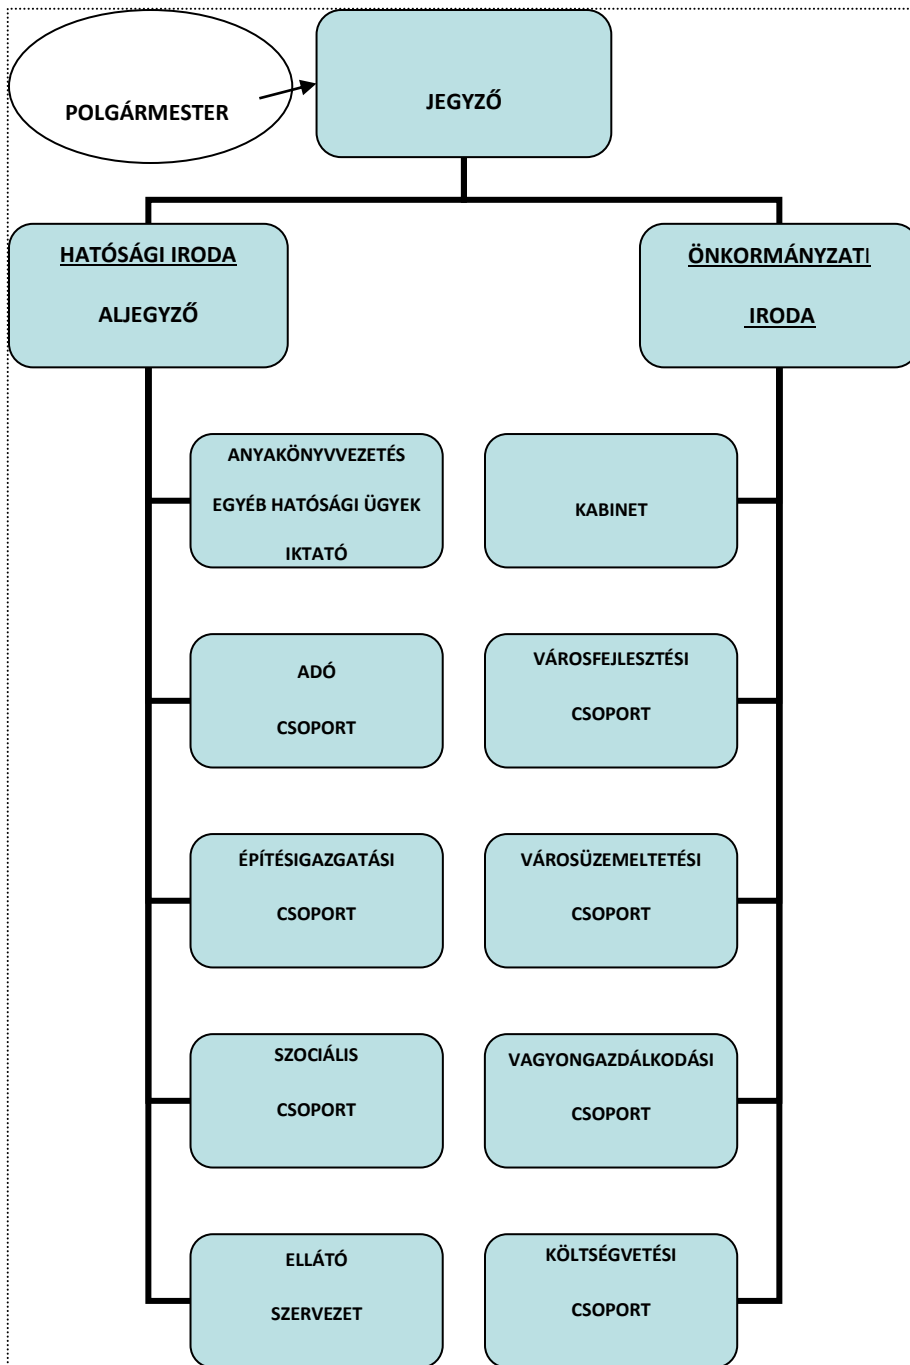 POLGÁRMESTER
JEGYZŐ
HATÓSÁGI IRODA
ALJEGYZŐ
ÖNKORMÁNYZATI
IRODA
ANYAKÖNYVVEZETÉS
EGYÉB HATÓSÁGI ÜGYEK
IKTATÓ
KABINET
ADÓ
CSOPORT
VÁROSFEJLESZTÉSI
CSOPORT
ÉPÍTÉSIGAZGATÁSI
CSOPORT
VÁROSÜZEMELTETÉSI
CSOPORT
SZOCIÁLIS
CSOPORT
VAGYONGAZDÁLKODÁSI
CSOPORT
ELLÁTÓ
SZERVEZET
KÖLTSÉGVETÉSI
CSOPORT